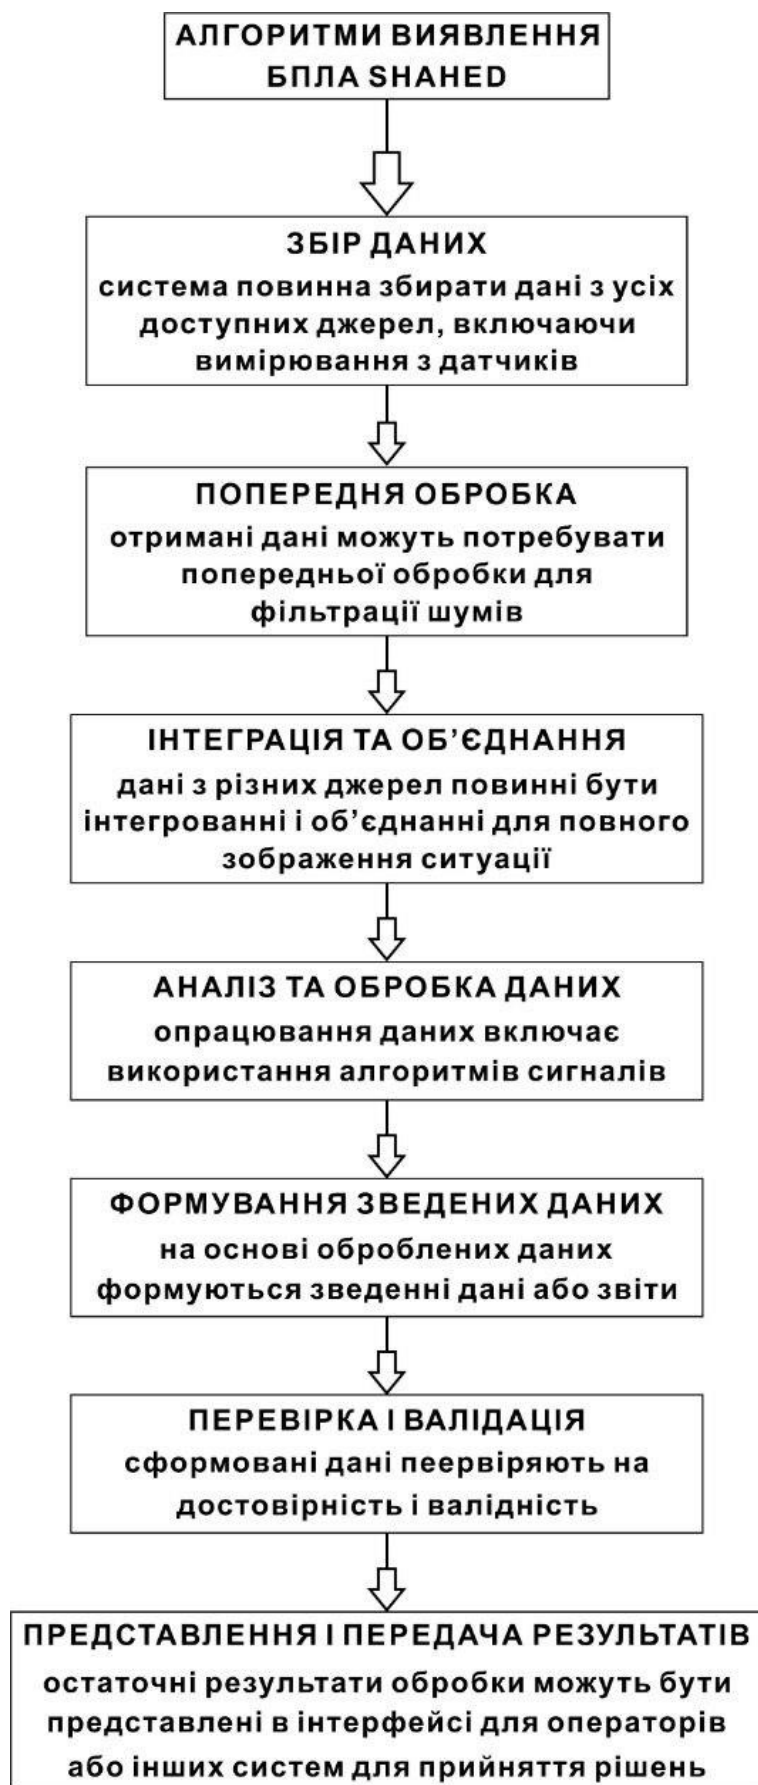 АЛГОРИТМИ ВИЯВЛЕННЯ
БПЛА SHAHED
ЗБІР ДАНИХ
система повинна збирати дані з усіх
доступних джерел, включаючи
вимірювання з датчиків
ПОПЕРЕДНЯ ОБРОБКА
отримані дані можуть потребувати
попередньої обробки для
фільтрації шумів
ІНТЕГРАЦІЯ ТА ОБ’ЄДНАННЯ
дані з різних джерел повинні бути
інтегрованні і об’єднанні для повного
зображення ситуації
АНАЛІЗ ТА ОБРОБКА ДАНИХ
опрацювання даних включає
використання алгоритмів сигналів
ФОРМУВАННЯ ЗВЕДЕНИХ ДАНИХ
на основі оброблених даних
формуються зведенні дані або звіти
ПЕРЕВІРКА І ВАЛІДАЦІЯ
сформовані дані пеервіряють на
достовірність і валідність
ПРЕДСТАВЛЕННЯ І ПЕРЕДАЧА РЕЗУЛЬТАТІВ
остаточні результати обробки можуть бути
представлені в інтерфейсі для операторів
або інших систем для прийняття рішень